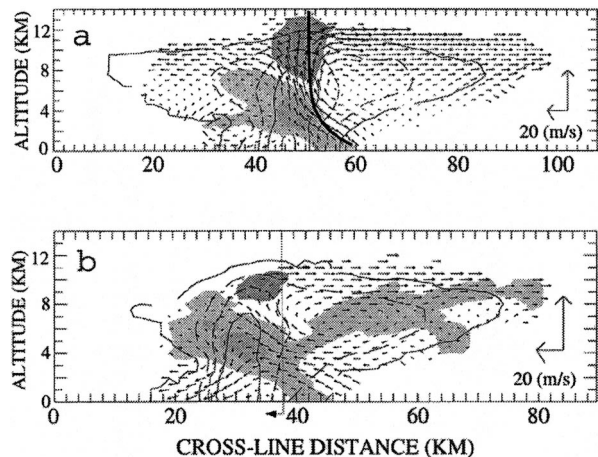 a
ALTITUDE (KM)
12
8
4
0
20 (m/s)
0 20 40 60 80 100
b
ALTITUDE (KM)
12
8
4
0
20 (m/s)
0 20 40 60 80
CROSS-LINE DISTANCE (KM)